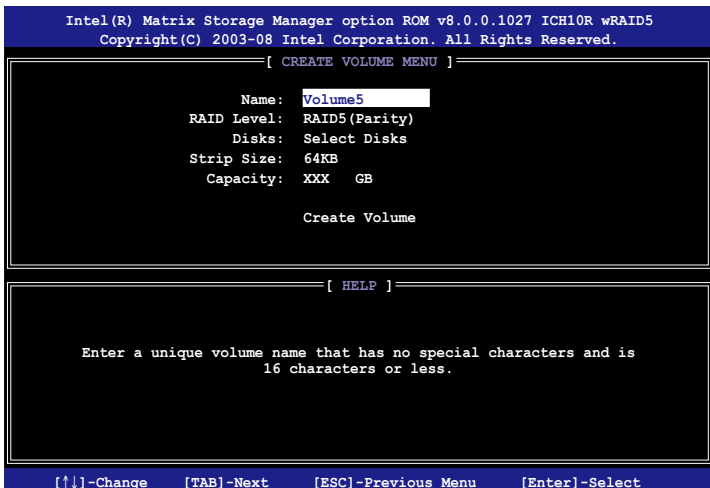 Intel(R) Matrix Storage Manager option ROM v8.0.0.1027 ICH10R wRAID5
Copyright(C) 2003-08 Intel Corporation. All Rights Reserved.
[ CREATE VOLUME MENU ]
Name: Volume5
RAID Level: RAID5(Parity)
Disks: Select Disks
Strip Size: 64KB
Capacity: XXX GB
Create Volume
[ HELP ]
Enter a unique volume name that has no special characters and is
16 characters or less.
[↑↓]-Change [TAB]-Next [ESC]-Previous Menu [Enter]-Select